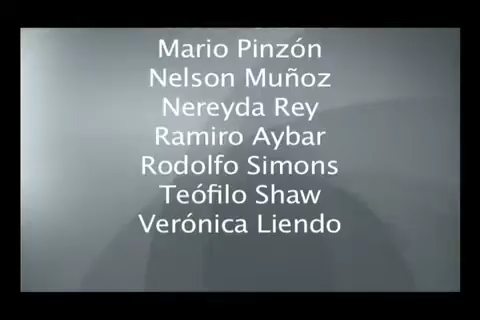 Mario Pinzón
Nelson Muñoz
Nereyda Rey
Ramiro Aybar
Rodolfo Simons
Teófilo Shaw
Verónica Liendo